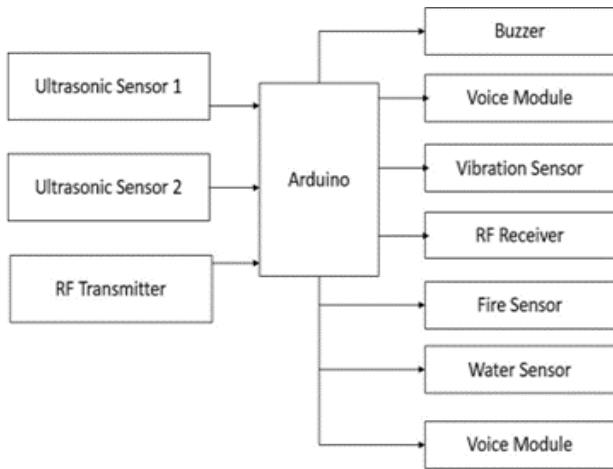 Ultrasonic Sensor 1
Ultrasonic Sensor 2
RF Transmitter
Arduino
Buzzer
Voice Module
Vibration Sensor
RF Receiver
Fire Sensor
Water Sensor
Voice Module